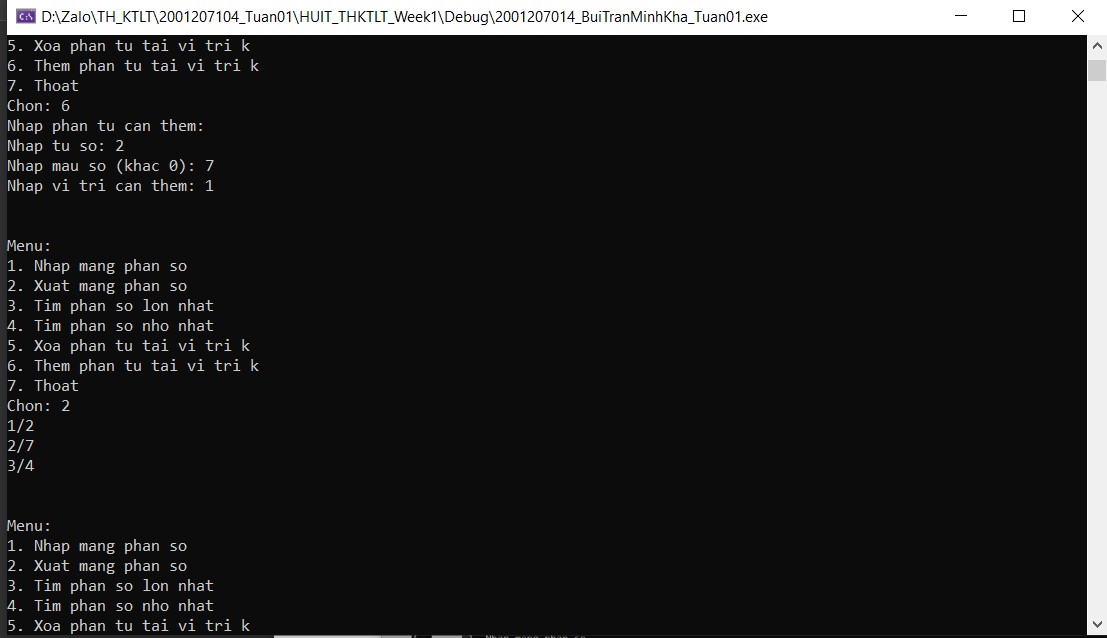 D:\Zalo\TH_KTLT\2001207104_Tuan01\HUIT_THKTLT_Week1\Debug\2001207014_BuiTranMinhKha_Tuan01.exe
5. Xoa phan tu tai vi tri k
6. Them phan tu tai vi tri k
7. Thoat
Chon: 6
Nhap phan tu can them:
Nhap tu so: 2
Nhap mau so (khac 0): 7
Nhap vi tri can them: 1
Menu:
1. Nhap mang phan so
2. Xuat mang phan so
3. Tim phan so lon nhat
4. Tim phan so nho nhat
5. Xoa phan tu tai vi tri k
6. Them phan tu tai vi tri k
7. Thoat
Chon: 2
1/2
2/7
3/4
Menu:
1. Nhap mang phan so
2. Xuat mang phan so
3. Tim phan so lon nhat
4. Tim phan so nho nhat
5. Xoa phan tu tai vi tri k